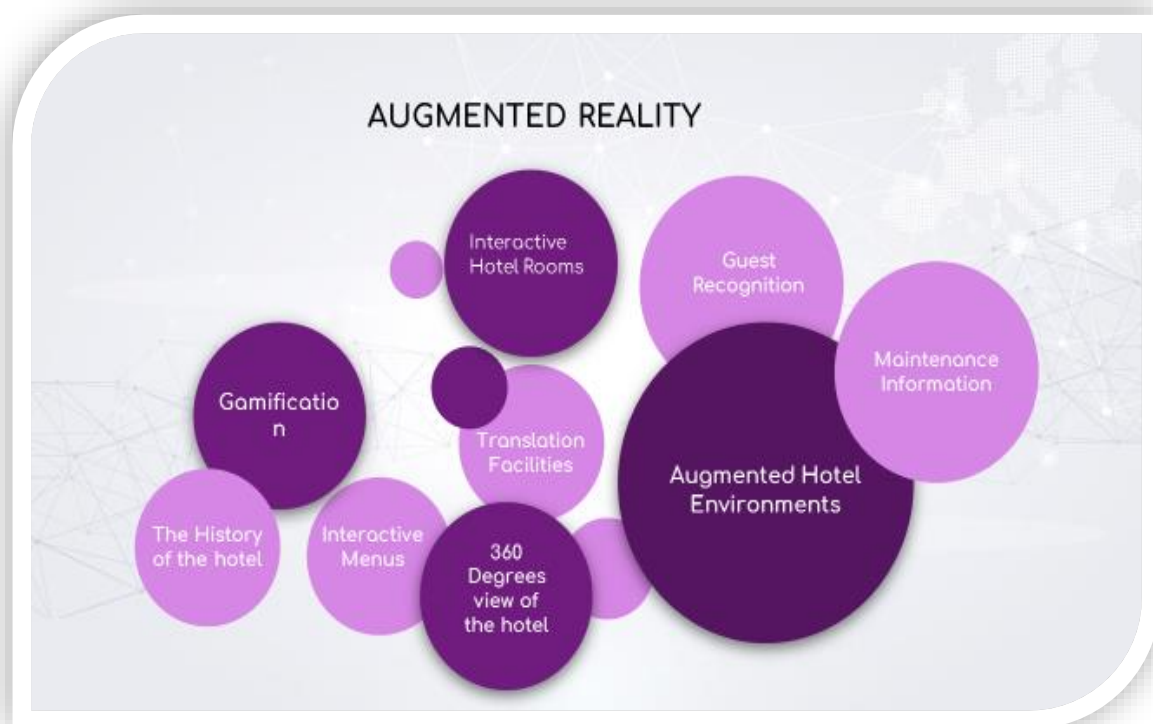 AUGMENTED REALITY
Interactive
Hotel Rooms
Guest
Recognition
Maintenance
Information
Gamificatio
n
Translation
Facilities
Augmented Hotel
Environments
The History
of the hotel
Interactive
Menus
360
Degrees
view of
the hotel